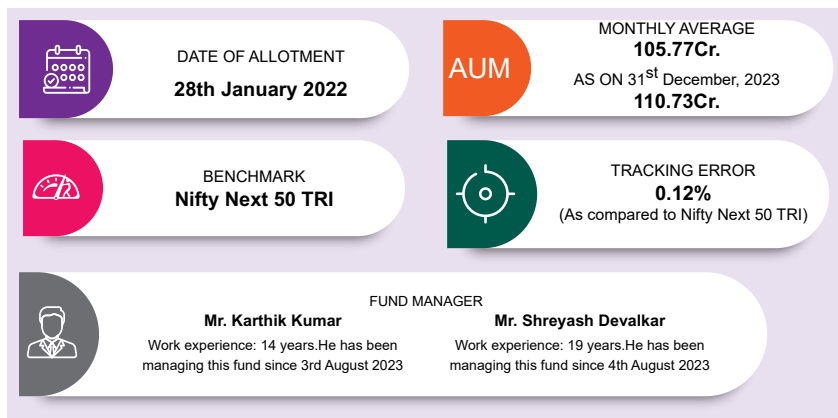 DATE OF ALLOTMENT
28th January 2022
AUM
MONTHLY AVERAGE
105.77Cr.
AS ON 31st December, 2023
110.73Cr.
BENCHMARK
Nifty Next 50 TRI
TRACKING ERROR
0.12%
(As compared to Nifty Next 50 TRI)
FUND MANAGER
Mr. Karthik Kumar
Work experience: 14 years.He has been
managing this fund since 3rd August 2023
Mr. Shreyash Devalkar
Work experience: 19 years.He has been
managing this fund since 4th August 2023